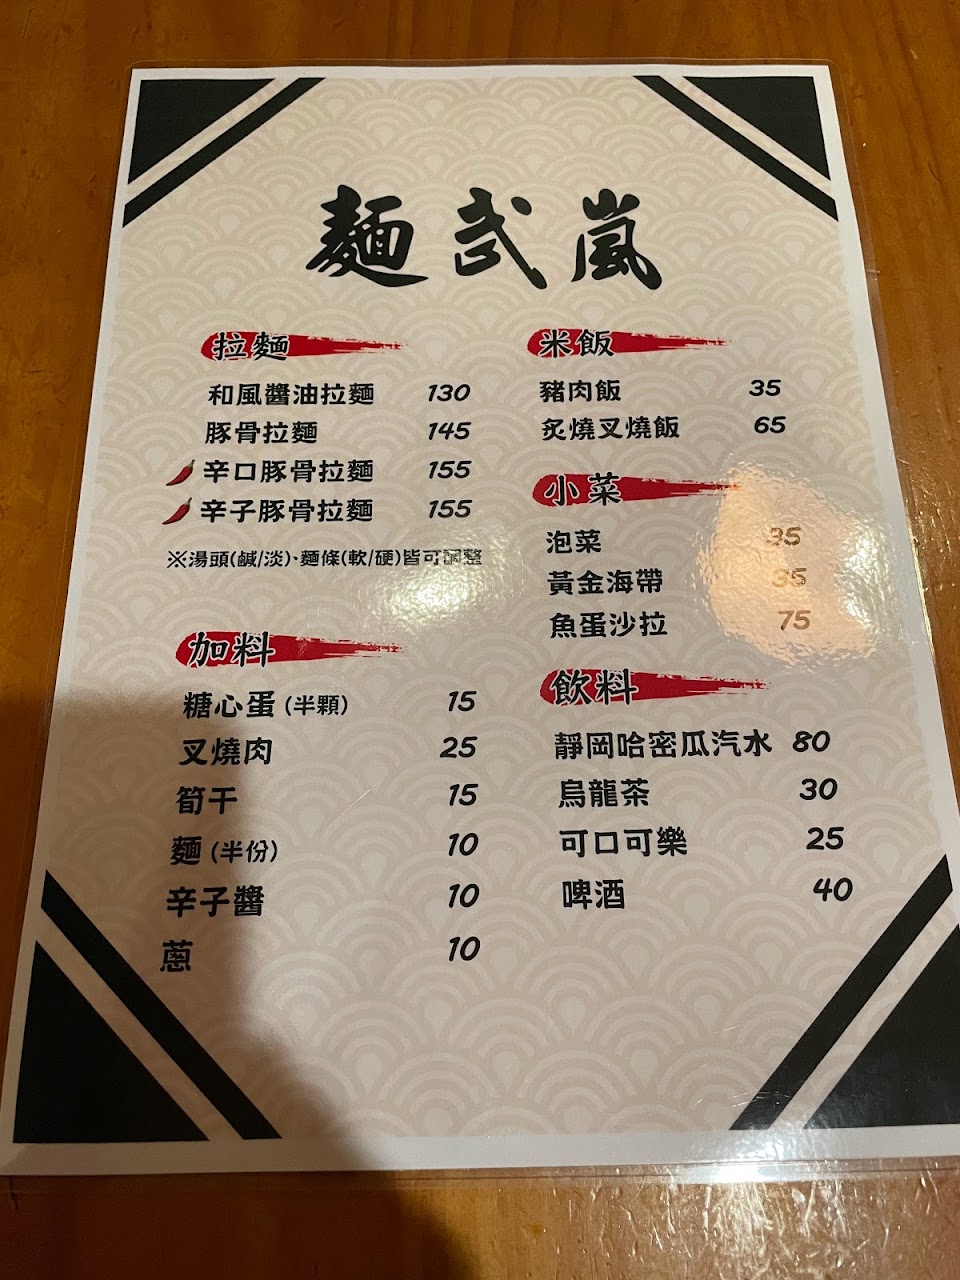 麵武嵐
拉麵
和風醬油拉麵 130
豚骨拉麵 145
辛口豚骨拉麵 155
辛子豚骨拉麵 155
※湯頭(鹹/淡)、麵條(軟/硬)皆可調整
加料
糖心蛋(半顆) 15
叉燒肉 25
筍干 15
麵(半份) 10
辛子醬 10
蔥 10
米飯
豬肉飯 35
炙燒叉燒飯 65
小菜
泡菜 35
黃金海帶 35
魚蛋沙拉 75
飲料
靜岡哈密瓜汽水 80
烏龍茶 30
可口可樂 25
啤酒 40